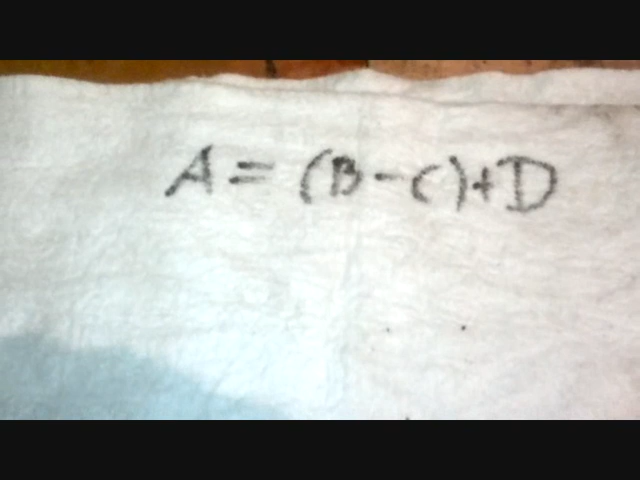 A = (B - C) + D